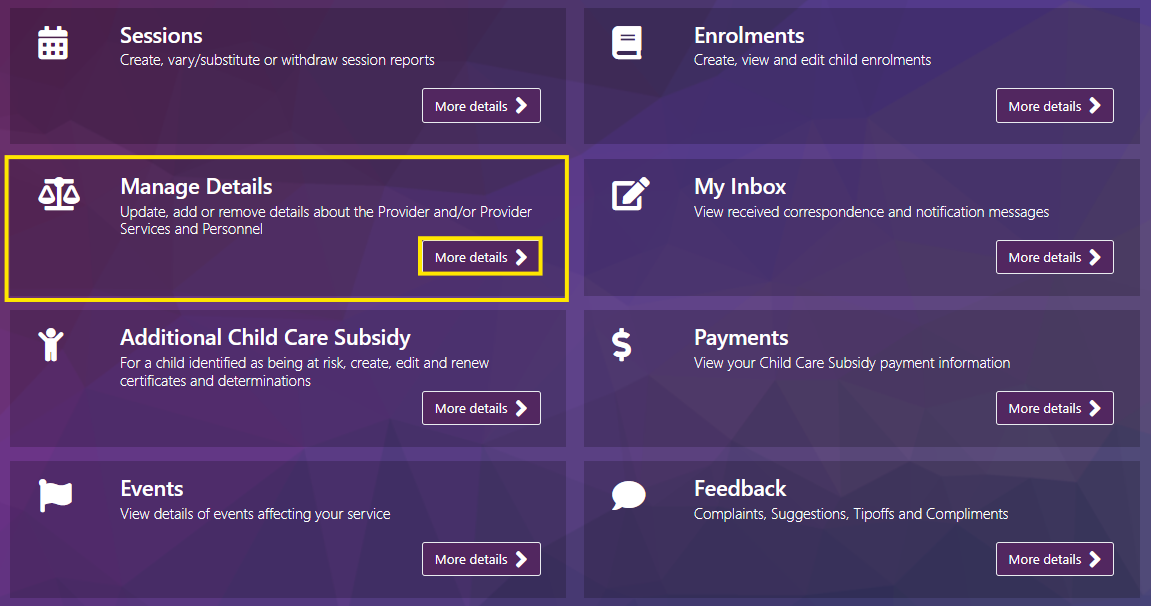 Sessions
Create, vary/substitute or withdraw session reports
More details
Enrolments
Create, view and edit child enrolments
More details
Manage Details
Update, add or remove details about the Provider and/or Provider
Services and Personnel
More details
My Inbox
View received correspondence and notification messages
More details
Additional Child Care Subsidy
For a child identified as being at risk, create, edit and renew
certificates and determinations
More details
Payments
View your Child Care Subsidy payment information
More details
Events
View details of events affecting your service
More details
Feedback
Complaints, Suggestions, Tipoffs and Compliments
More details